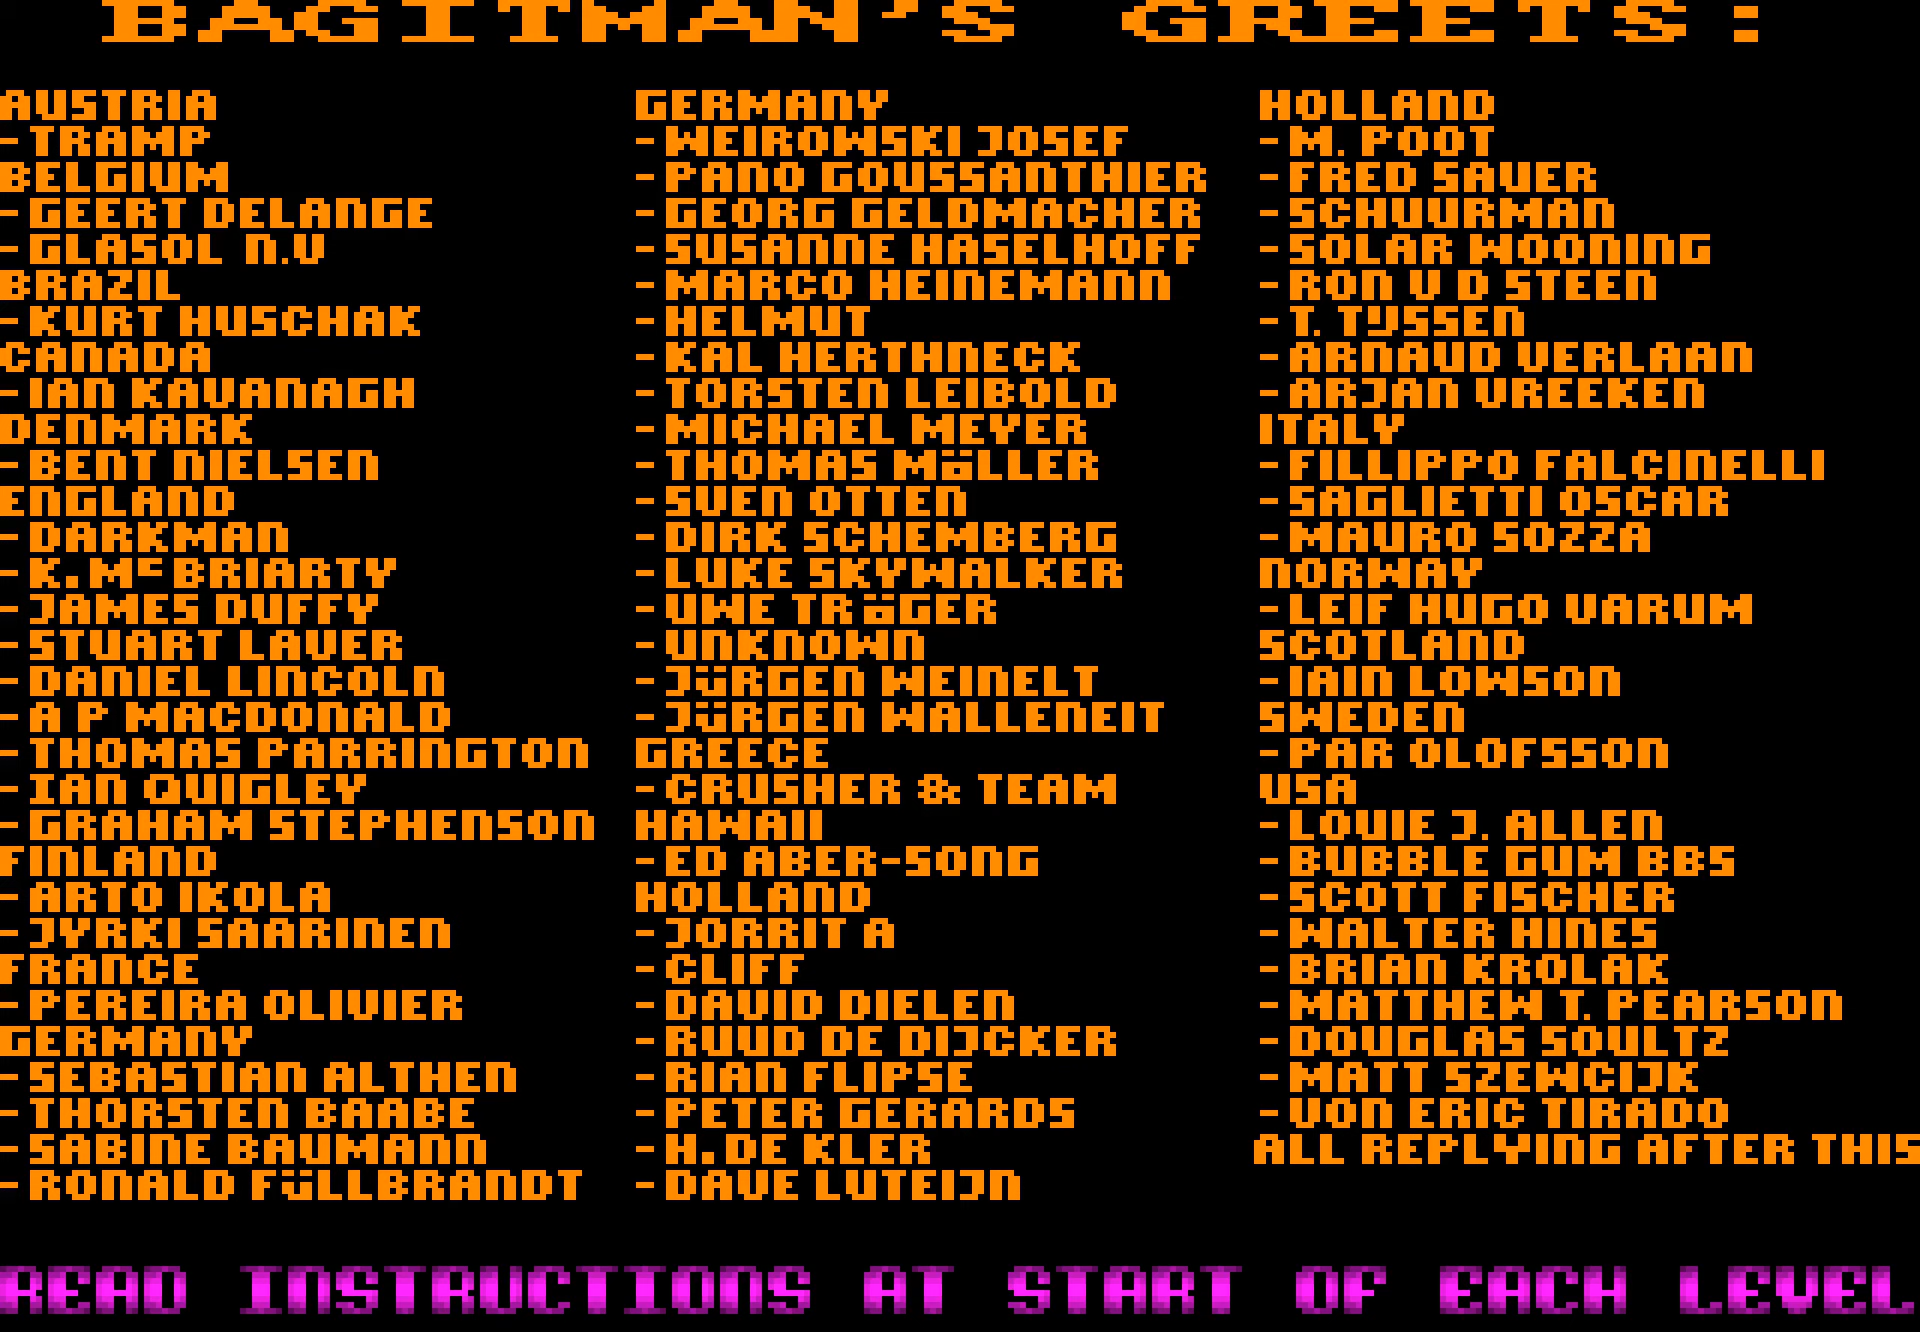 BAGITMAN'S GREETS:
AUSTRIA
-TRAMP
BELGIUM
-GEERT DELANGE
-GLASOL N.V
BRAZIL
-KURT HUSCHAK
CANADA
-IAN KAVANAGH
DENMARK
-BENT NIELSEN
ENGLAND
-DARKMAN
-K.Mc BRIARTY
-JAMES DUFFY
-STUART LAVER
-DANIEL LINCOLN
-A P MACDONALD
-THOMAS PARRINGTON
-IAN QUIGLEY
-GRAHAM STEPHENSON
FINLAND
-ARTO IKOLA
-JYRKI SAARINEN
FRANCE
-PEREIRA OLIVIER
GERMANY
-SEBASTIAN ALTHEN
-THORSTEN BAABE
-SABINE BAUMANN
-RONALD FÜLLBRANDT
GERMANY
-WEIROWSKI JOSEF
-PANO GOUSSANTHIER
-GEORG GELDMACHER
-SUSANNE HASELHOFF
-MARCO HEINEMANN
-HELMUT
-KAL HERTHNECK
-TORSTEN LEIBOLD
-MICHAEL MEYER
-THOMAS MÖLLER
-SVEN OTTEN
-DIRK SCHEMBERG
-LUKE SKYWALKER
-UWE TRÖGER
-UNKNOWN
-JÜRGEN WEINELT
-JÜRGEN WALLENEIT
GREECE
-CRUSHER & TEAM
HAWAII
-ED ABER-SONG
HOLLAND
-JORRIT A
-CLIFF
-DAVID DIELEN
-RUUD DE DIJCKER
-RIAN FLIPSE
-PETER GERARDS
-H.DE KLER
-DAVE LUTEIJN
HOLLAND
-M. POOT
-FRED SAUER
-SCHUURMAN
-SOLAR WOONING
-RON V D STEEN
-T. TIJSSEN
-ARNAUD VERLAAN
-ARJAN VREEKEN
ITALY
-FILLIPPO FALCINELLI
-SAGLIETTI OSCAR
-MAURO SOZZA
NORWAY
-LEIF HUGO VARUM
SCOTLAND
-IAIN LOWSON
SWEDEN
-PAR OLOFSSON
USA
-LOUIE J. ALLEN
-BUBBLE GUM BBS
-SCOTT FISCHER
-WALTER HINES
-BRIAN KROLAK
-MATTHEW T. PEARSON
-DOUGLAS SOULTZ
-MATT SZEWCIJK
-VON ERIC TIRADO
ALL REPLYING AFTER THIS
READ INSTRUCTIONS AT START OF EACH LEVEL